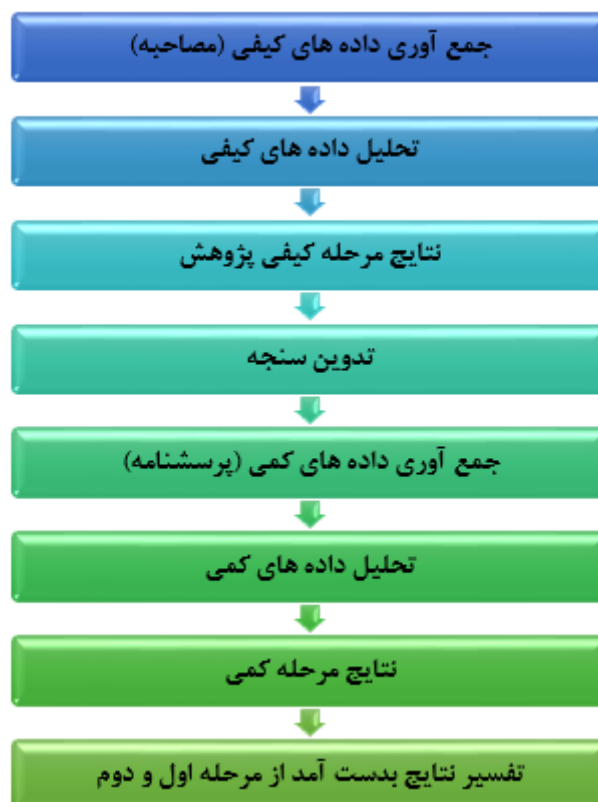 جمع آوری داده های کیفی (مصاحبه)
تحلیل داده های کیفی
نتایج مرحله کیفی پژوهش
تدوین سنجه
جمع آوری داده های کمی (پرسشنامه)
تحلیل داده های کمی
نتایج مرحله کمی
تفسیر نتایج بدست آمد از مرحله اول و دوم